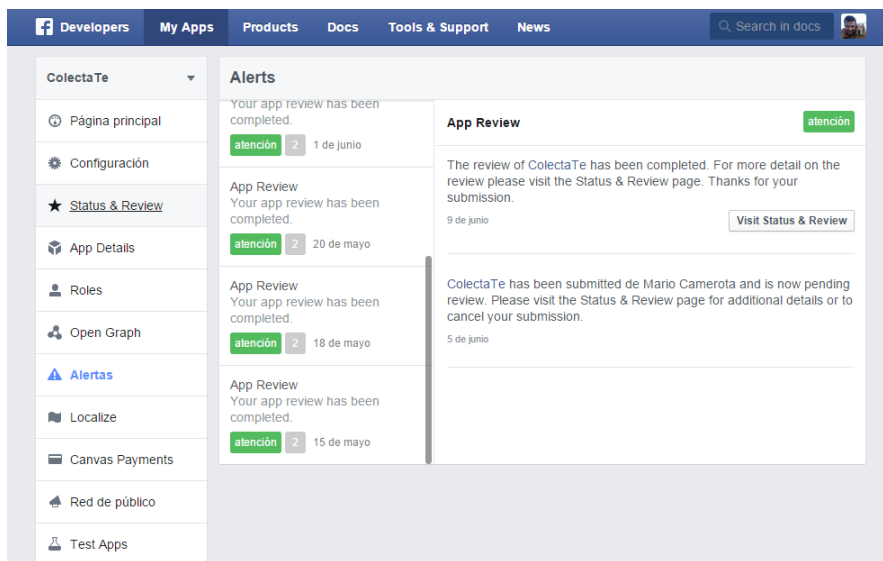 Developers
My Apps
Products
Docs
Tools & Support
News
Search in docs
ColectaTe
Página principal
Configuración
Status & Review
App Details
Roles
Open Graph
Alertas
Localize
Canvas Payments
Red de público
Test Apps
Alerts
Your app review has been
completed.
atención 2 1 de junio
App Review
Your app review has been
completed.
atención 2 20 de mayo
App Review
Your app review has been
completed.
atención 2 18 de mayo
App Review
Your app review has been
completed.
atención 2 15 de mayo
App Review
atención
The review of ColectaTe has been completed. For more detail on the
review please visit the Status & Review page. Thanks for your
submission.
9 de junio
Visit Status & Review
ColectaTe has been submitted de Mario Camerota and is now pending
review. Please visit the Status & Review page for additional details or to
cancel your submission.
5 de junio